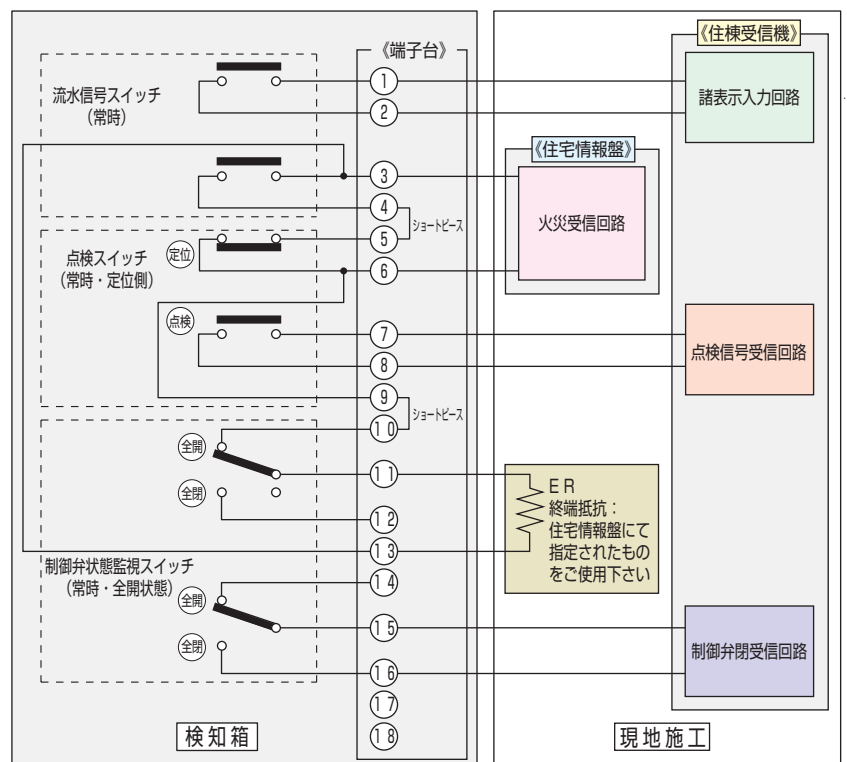 《端子台》
流水信号スイッチ
(常時)
点検スイッチ
(常時・定位側)
定位
点検
全開
全閉
制御弁状態監視スイッチ
(常時・全開状態)
全開
全閉
1
2
3
4
5
6
7
8
9
10
11
12
13
14
15
16
17
18
ショートピース
ショートピース
検知箱
《住宅情報盤》
火災受信回路
ER
終端抵抗：
住宅情報盤にて
指定されたもの
をご使用下さい
《住棟受信機》
諸表示入力回路
点検信号受信回路
制御弁閉受信回路
現地施工